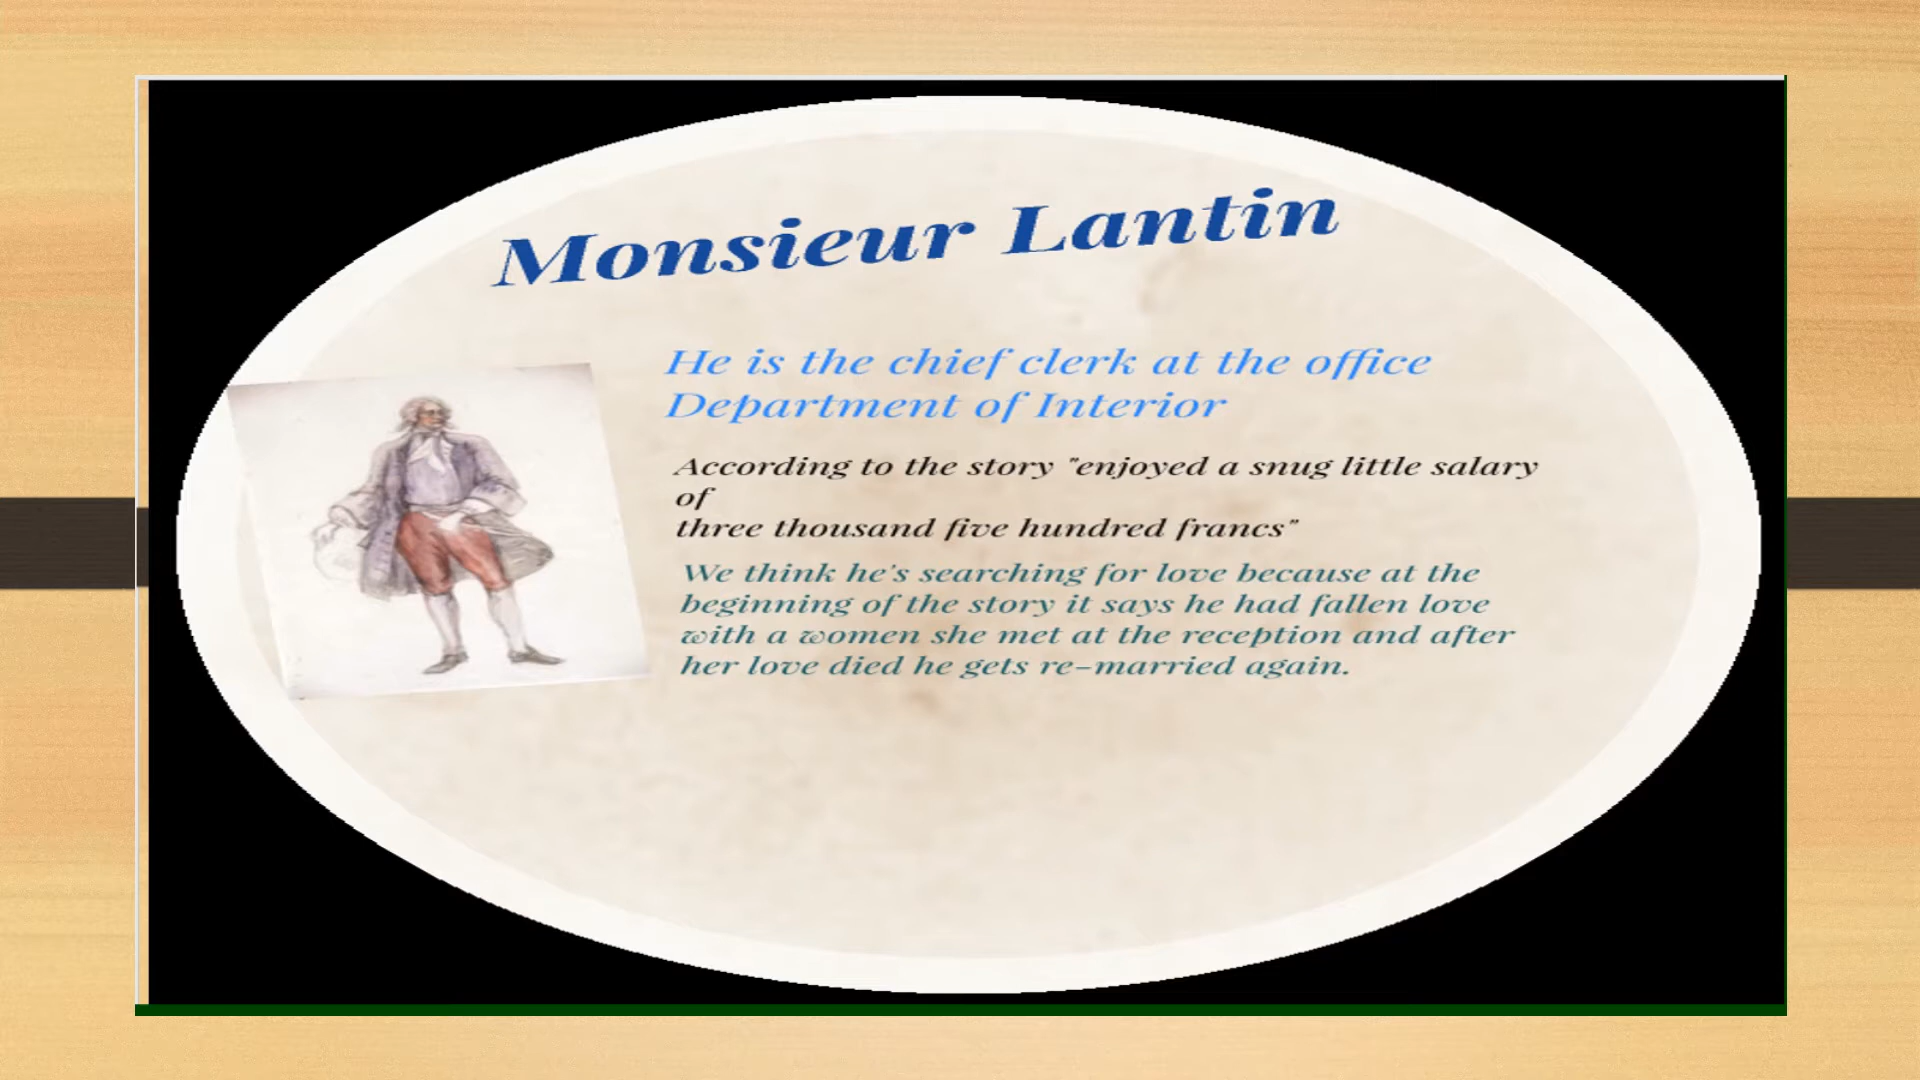 Monsieur Lantin
He is the chief clerk at the office
Department of Interior
According to the story "enjoyed a snug little salary
of
three thousand five hundred francs"
We think he's searching for love because at the
beginning of the story it says he had fallen love
with a women she met at the reception and after
her love died he gets re-married again.